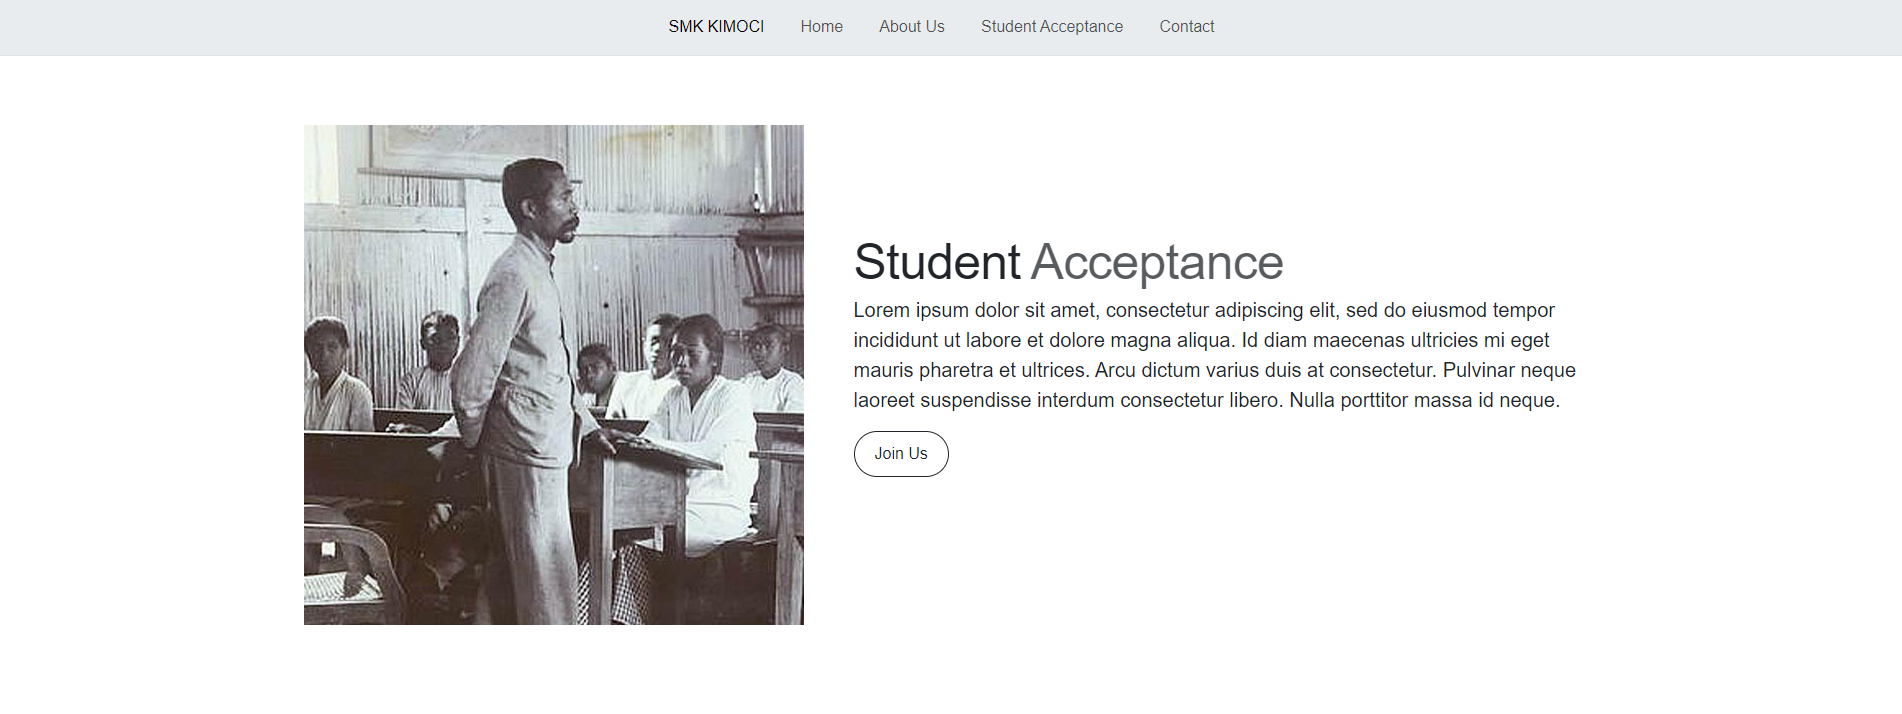 SMK KIMOCI Home About Us Student Acceptance Contact
Student Acceptance
Lorem ipsum dolor sit amet, consectetur adipiscing elit, sed do eiusmod tempor
incididunt ut labore et dolore magna aliqua. Id diam maecenas ultricies mi eget
mauris pharetra et ultrices. Arcu dictum varius duis at consectetur. Pulvinar neque
laoreet suspendisse interdum consectetur libero. Nulla porttitor massa id neque.
Join Us